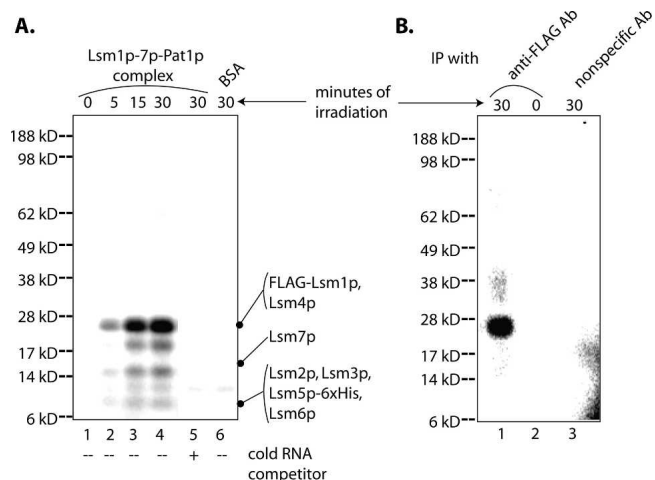 A.
Lsm1p-7p-Pat1p
complex
BSA
0 5 15 30 30 30
minutes of
irradiation
188 kD
98 kD
62 kD
49 kD
38 kD
28 kD
17 kD
14 kD
6 kD
FLAG-Lsm1p,
Lsm4p
Lsm7p
Lsm2p, Lsm3p,
Lsm5p-6xHis,
Lsm6p
1 2 3 4 5 6
-- -- -- -- + --
cold RNA
competitor
B.
IP with
anti-FLAG Ab
nonspecific Ab
30 0 30
188 kD
98 kD
62 kD
49 kD
38 kD
28 kD
17 kD
14 kD
6 kD
1 2 3